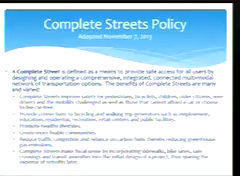 Complete Streets Policy
Adopted November 7, 2013
A Complete Street is defined as a means to provide safe access for all users by
designing and operating a comprehensive, integrated, connected multi-modal
network of transportation options. The benefits of Complete Streets are many
and varied:
Complete Streets improve safety for pedestrians, bicyclists, children, older citizens,
drivers and the mobility challenged as well as those that cannot afford a car or choose
to live car free.
Provide connections to bicycling and walking trip generators such as employment,
education, residential, recreation, retail centers and public facilities.
Promote healthy lifestyles.
Create more livable communities.
Reduce traffic congestion and reliance on carbon fuels thereby reducing greenhouse
gas emissions.
Complete Streets make fiscal sense by incorporating sidewalks, bike lanes, safe
crossings and transit amenities into the initial design of a project, thus sparing the
expense of retrofits later.